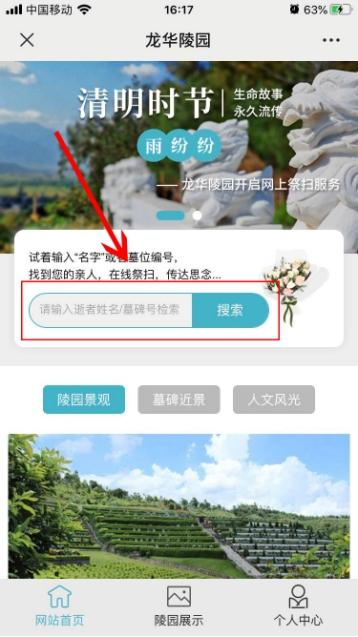 中国移动
16:17
63%
龙华陵园
清明时节
生命故事
永久流传
雨纷纷
——龙华陵园开启网上祭扫服务
试着输入“名字”或 墓位编号，
找到您的亲人，在线祭扫，传达思念...
请输入逝者姓名/墓碑号检索
搜索
陵园景观
墓碑近景
人文风光
网站首页
陵园展示
个人中心